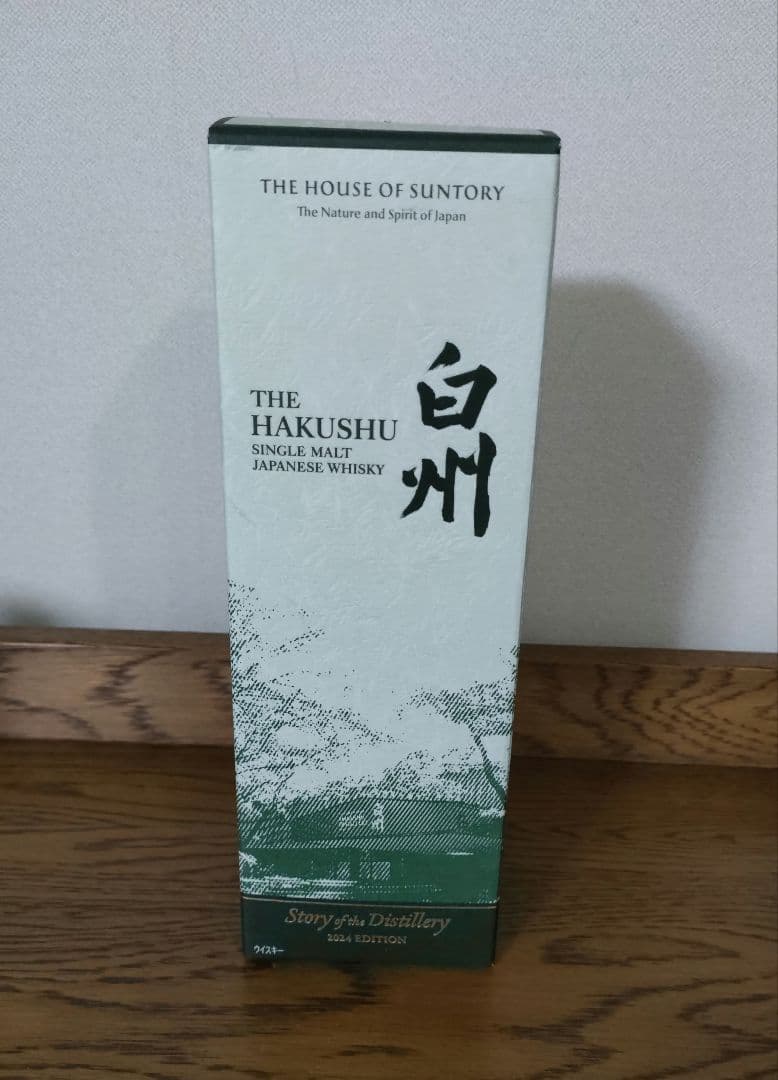 THE HOUSE OF SUNTORY
The Nature and Spirit of Japan
白州
THE
HAKUSHU
SINGLE MALT
JAPANESE WHISKY
Story of the Distillery
2024 EDITION
ウイスキー